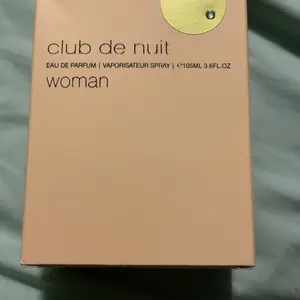 club de nuit
EAU DE PARFUM | VAPORISATEUR SPRAY | ℮105ML 3.6FL.OZ
woman